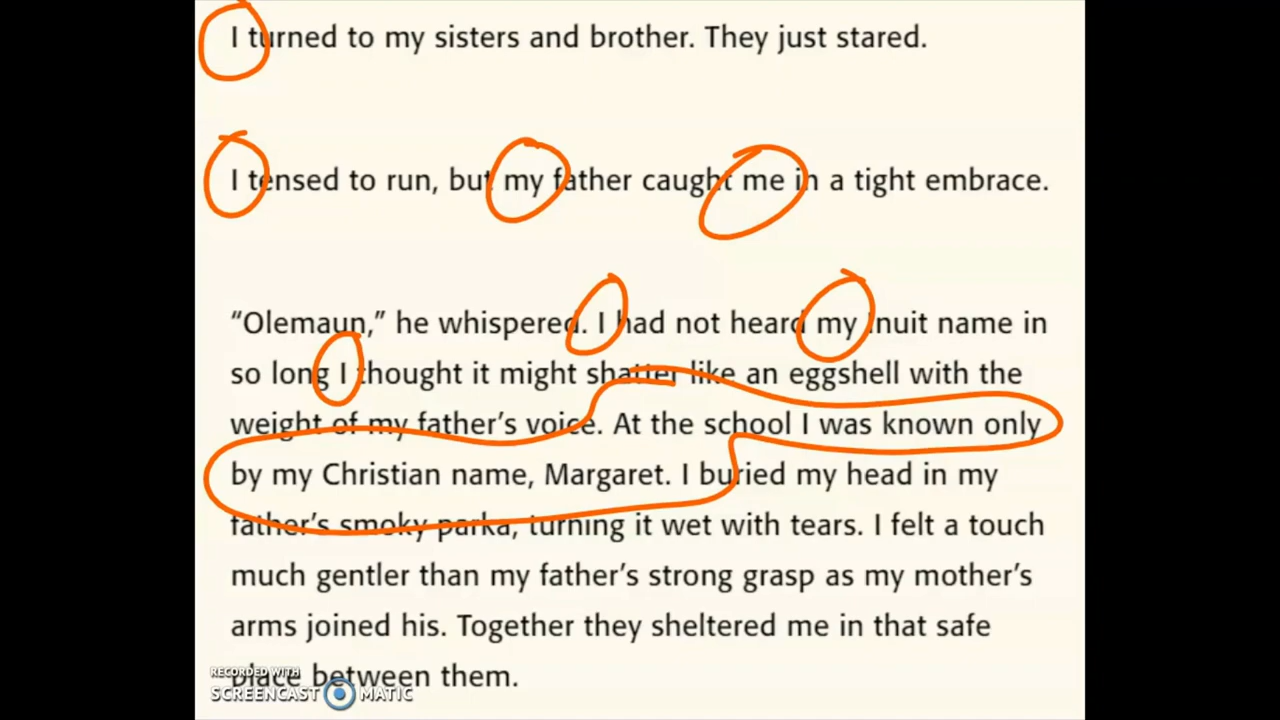 I turned to my sisters and brother. They just stared.
I tensed to run, but my father caught me in a tight embrace.
“Olemaun,” he whispered. I had not heard my Inuit name in
so long I thought it might shatter like an eggshell with the
weight of my father’s voice. At the school I was known only
by my Christian name, Margaret. I buried my head in my
father’s smoky parka, turning it wet with tears. I felt a touch
much gentler than my father’s strong grasp as my mother’s
arms joined his. Together they sheltered me in that safe
place between them.
RECORDED WITH
SCREENCAST MATIC